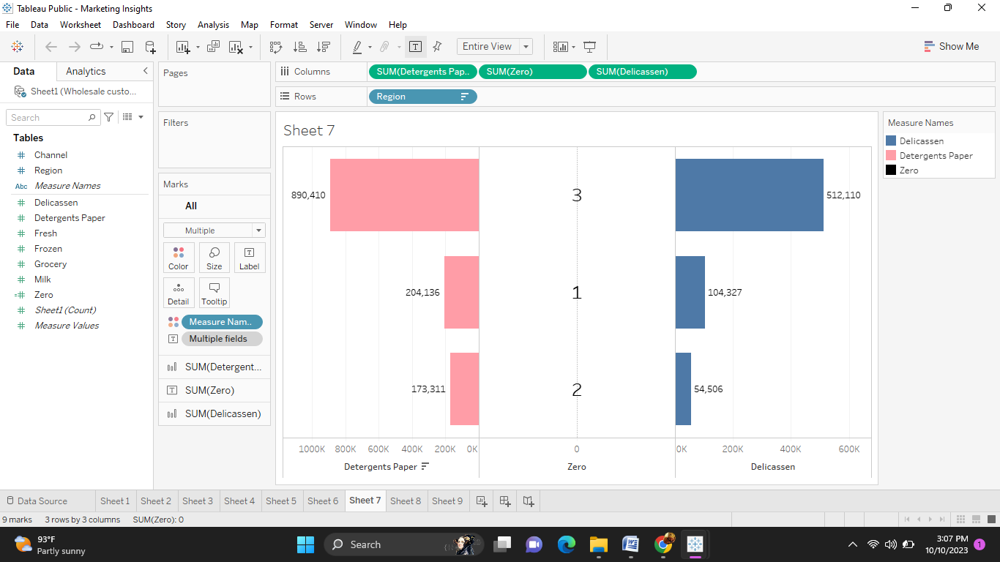 Tableau Public - Marketing Insights
File Data Worksheet Dashboard Story Analysis Map Format Server Window Help
Entire View
Show Me
Data Analytics
Sheet1 (Wholesale custo...
Search
Tables
Channel
Region
Abc Measure Names
Delicassen
Detergents Paper
Fresh
Frozen
Grocery
Milk
Zero
Sheet1 (Count)
Measure Values
Pages
Filters
Marks
All
Multiple
Color Size Label
Detail Tooltip
Measure Nam..
Multiple fields
SUM(Detergent...
SUM(Zero)
SUM(Delicassen)
Columns SUM(Detergents Pap.. SUM(Zero) SUM(Delicassen)
Rows Region
Sheet 7
890,410 3 512,110
204,136 1 104,327
173,311 2 54,506
1000K 800K 600K 400K 200K 0K 0 0K 200K 400K 600K
Detergents Paper Zero Delicassen
Measure Names
Delicassen
Detergents Paper
Zero
Data Source Sheet 1 Sheet 2 Sheet 3 Sheet 4 Sheet 5 Sheet 6 Sheet 7 Sheet 8 Sheet 9
9 marks 3 rows by 3 columns SUM(Zero): 0
93°F
Partly sunny
Search
3:07 PM
10/10/2023
1